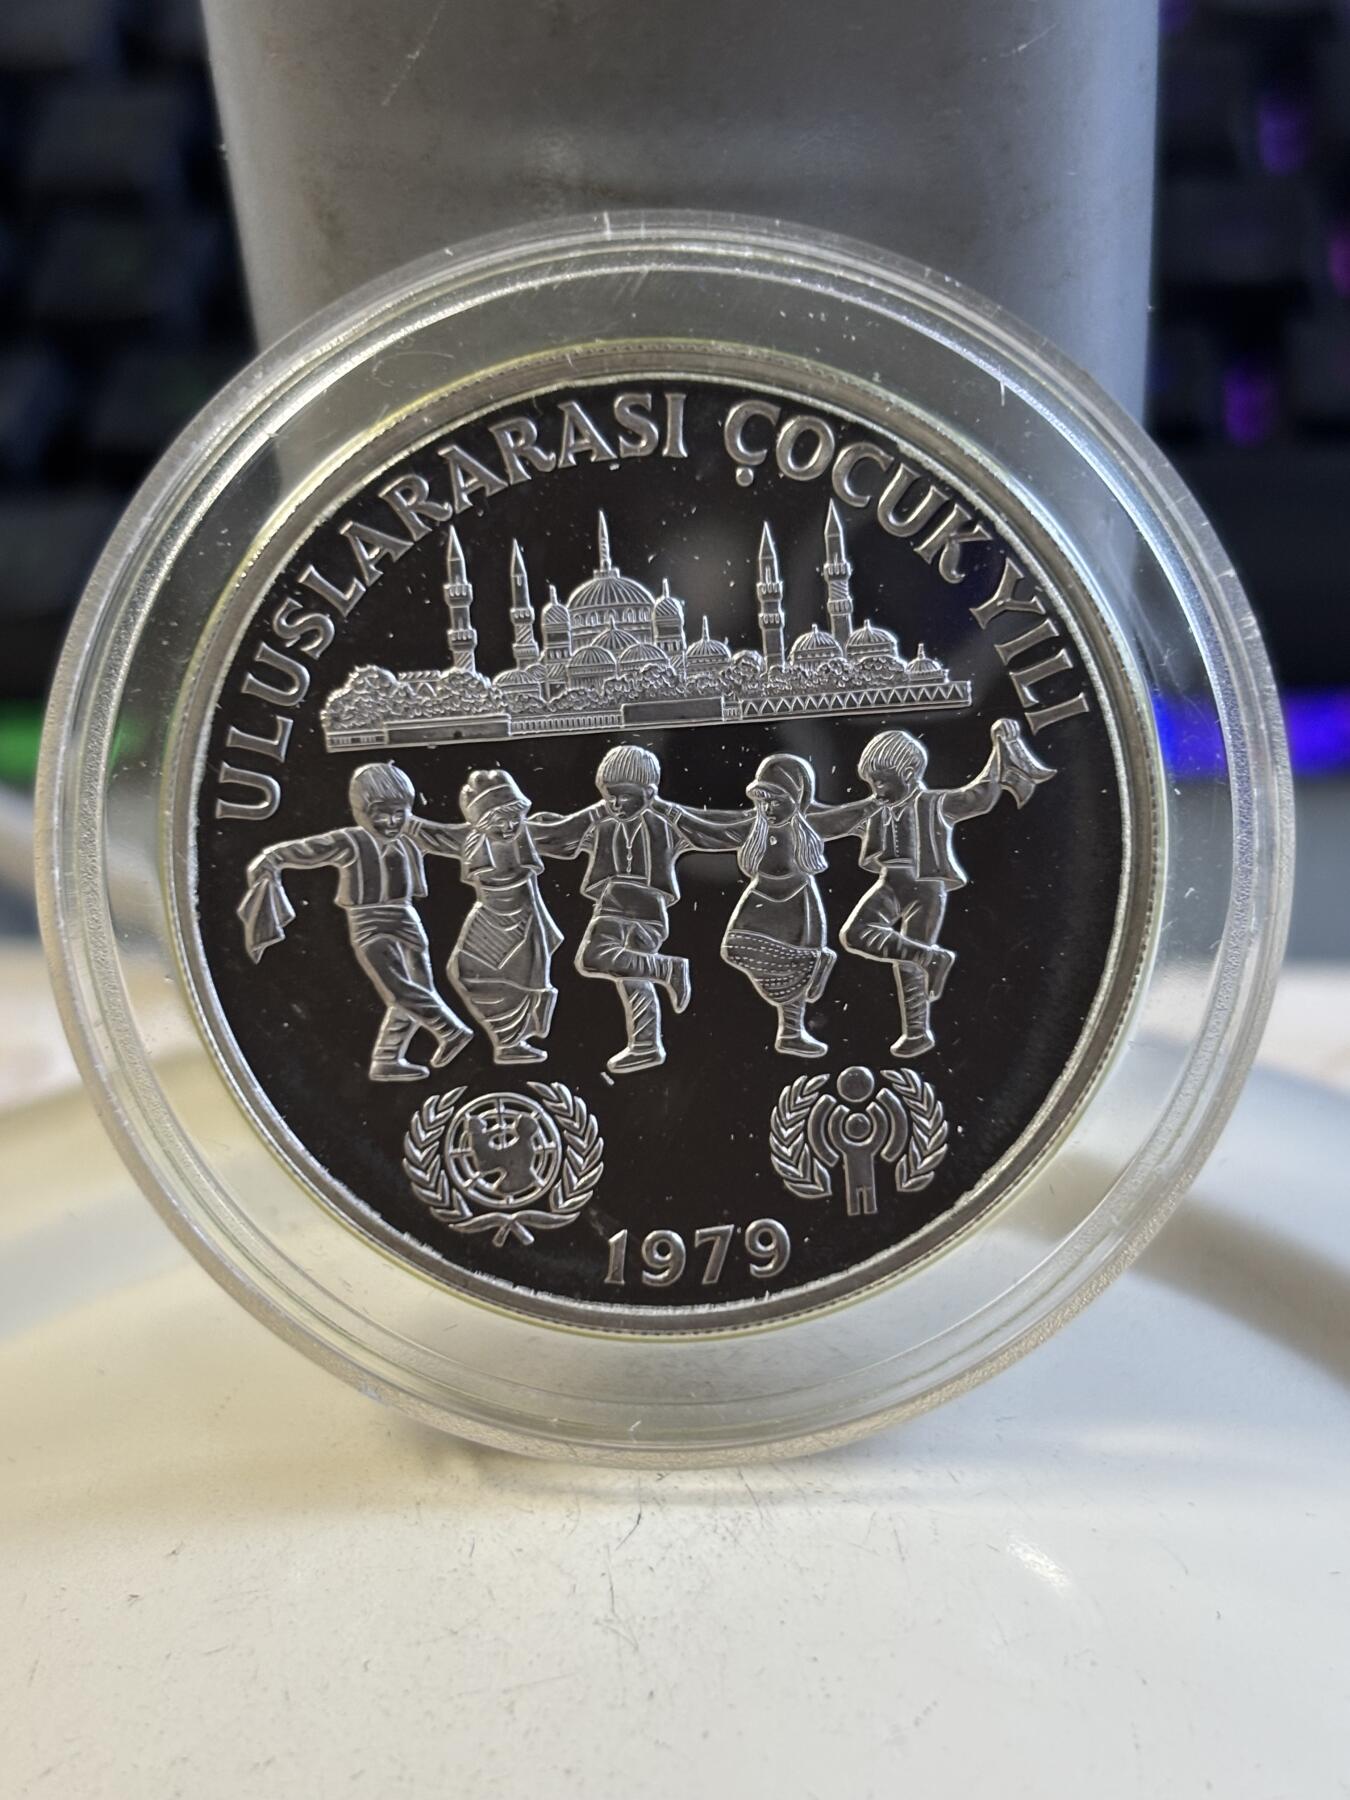 ULUSLARARASI ÇOCUK YILI
1979